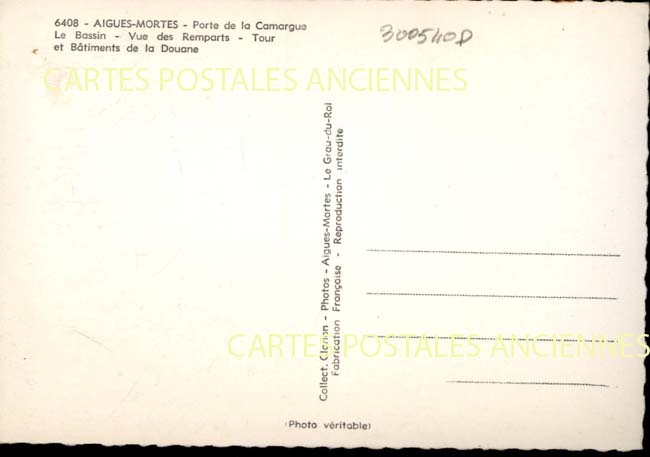 6408 - AIGUES-MORTES - Porte de la Camargue
Le Bassin - Vue des Remparts - Tour
et Bâtiments de la Douane
300540D
CARTES POSTALES ANCIENNES
Collect. - Photos - Aigues-Mortes - Le Grau-du-Roi
Fabrication Française - Reproduction interdite
CARTES POSTALES ANCIENNES
(Photo véritable)